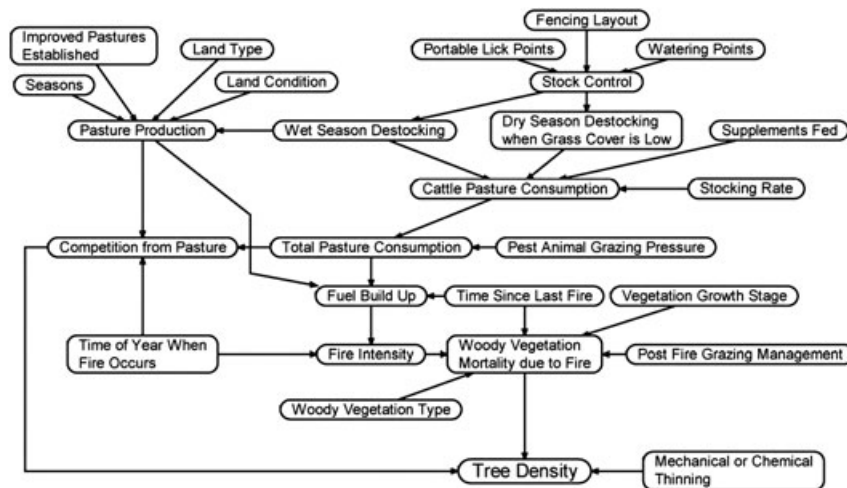 Fencing Layout
Improved Pastures
Established
Land Type
Portable Lick Points
Watering Points
Seasons
Land Condition
Stock Control
Pasture Production
Wet Season Destocking
Dry Season Destocking
when Grass Cover is Low
Supplements Fed
Cattle Pasture Consumption
Stocking Rate
Competition from Pasture
Total Pasture Consumption
Pest Animal Grazing Pressure
Fuel Build Up
Time Since Last Fire
Vegetation Growth Stage
Time of Year When
Fire Occurs
Fire Intensity
Woody Vegetation
Mortality due to Fire
Post Fire Grazing Management
Woody Vegetation Type
Tree Density
Mechanical or Chemical
Thinning